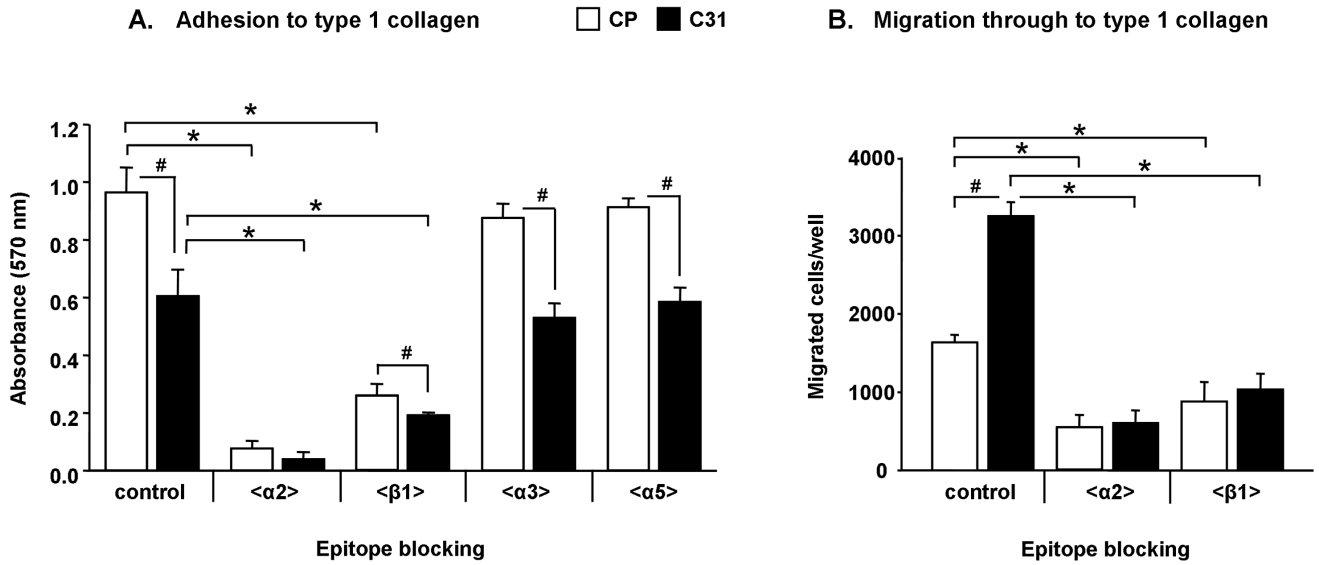 A. Adhesion to type 1 collagen
CP C31
B. Migration through to type 1 collagen
Absorbance (570 nm)
1.2
1.0
0.8
0.6
0.4
0.2
0.0
*
*
#
*
*
#
#
#
control <α2> <β1> <α3> <α5>
Epitope blocking
Migrated cells/well
4000
3000
2000
1000
0
*
*
*
#
*
control <α2> <β1>
Epitope blocking